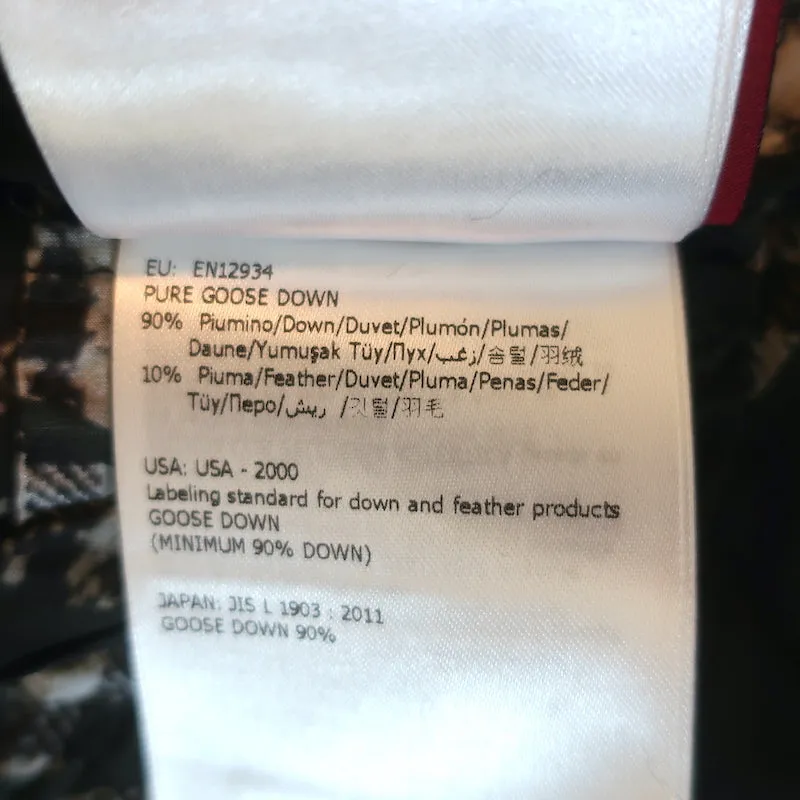 EU: EN12934
PURE GOOSE DOWN
90% Piumino/Down/Duvet/Plumón/Plumas/
Daune/Yumuşak Tüy/Пух/زغب/솜털/羽绒
10% Piuma/Feather/Duvet/Pluma/Penas/Feder/
Tüy/Перо/ريش /깃털/羽毛
USA: USA - 2000
Labeling standard for down and feather products
GOOSE DOWN
(MINIMUM 90% DOWN)
JAPAN: JIS L 1903 : 2011
GOOSE DOWN 90%